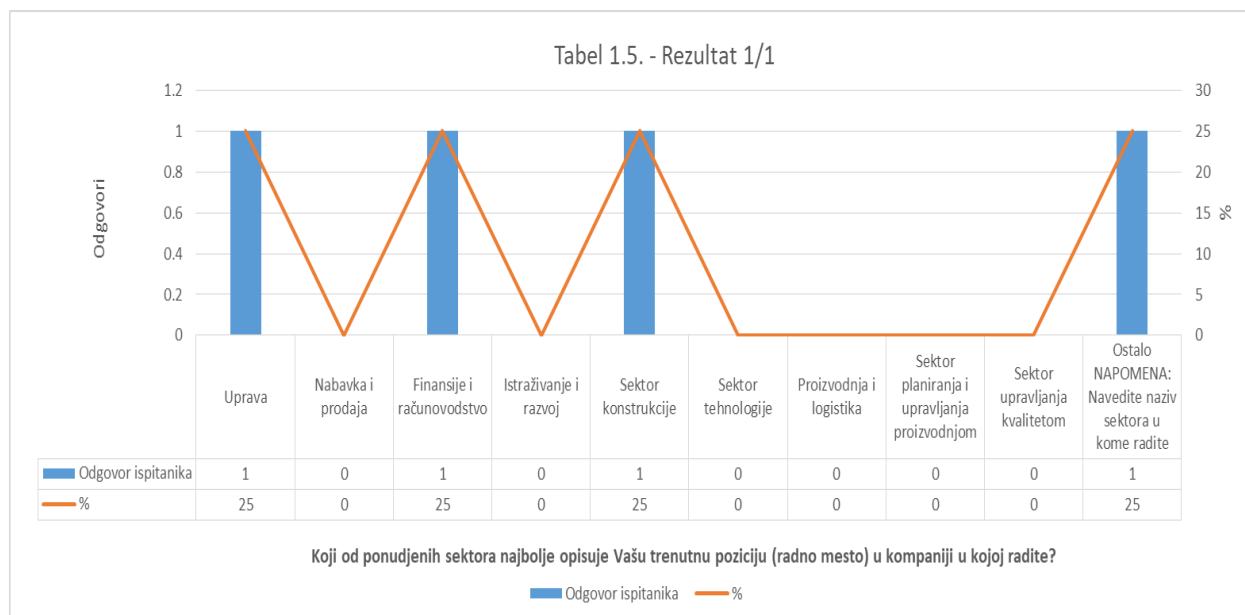 Tabel 1.5. - Rezultat 1/1
1.2
1
0.8
0.6
0.4
0.2
0
Odgovori
30
25
20
15
10
5
0
%
Uprava
Nabavka i
prodaja
Finansije i
računovodstvo
Istraživanje i
razvoj
Sektor
konstrukcije
Sektor
tehnologije
Proizvodnja i
logistika
Sektor
planiranja i
upravljanja
proizvodnjom
Sektor
upravljanja
kvalitetom
Ostalo
NAPOMENA:
Navedite naziv
sektora u
kome radite
Odgovor ispitanika 1 0 1 0 1 0 0 0 0 1
% 25 0 25 0 25 0 0 0 0 25
Koji od ponudjenih sektora najbolje opisuje Vašu trenutnu poziciju (radno mesto) u kompaniji u kojoj radite?
Odgovor ispitanika %